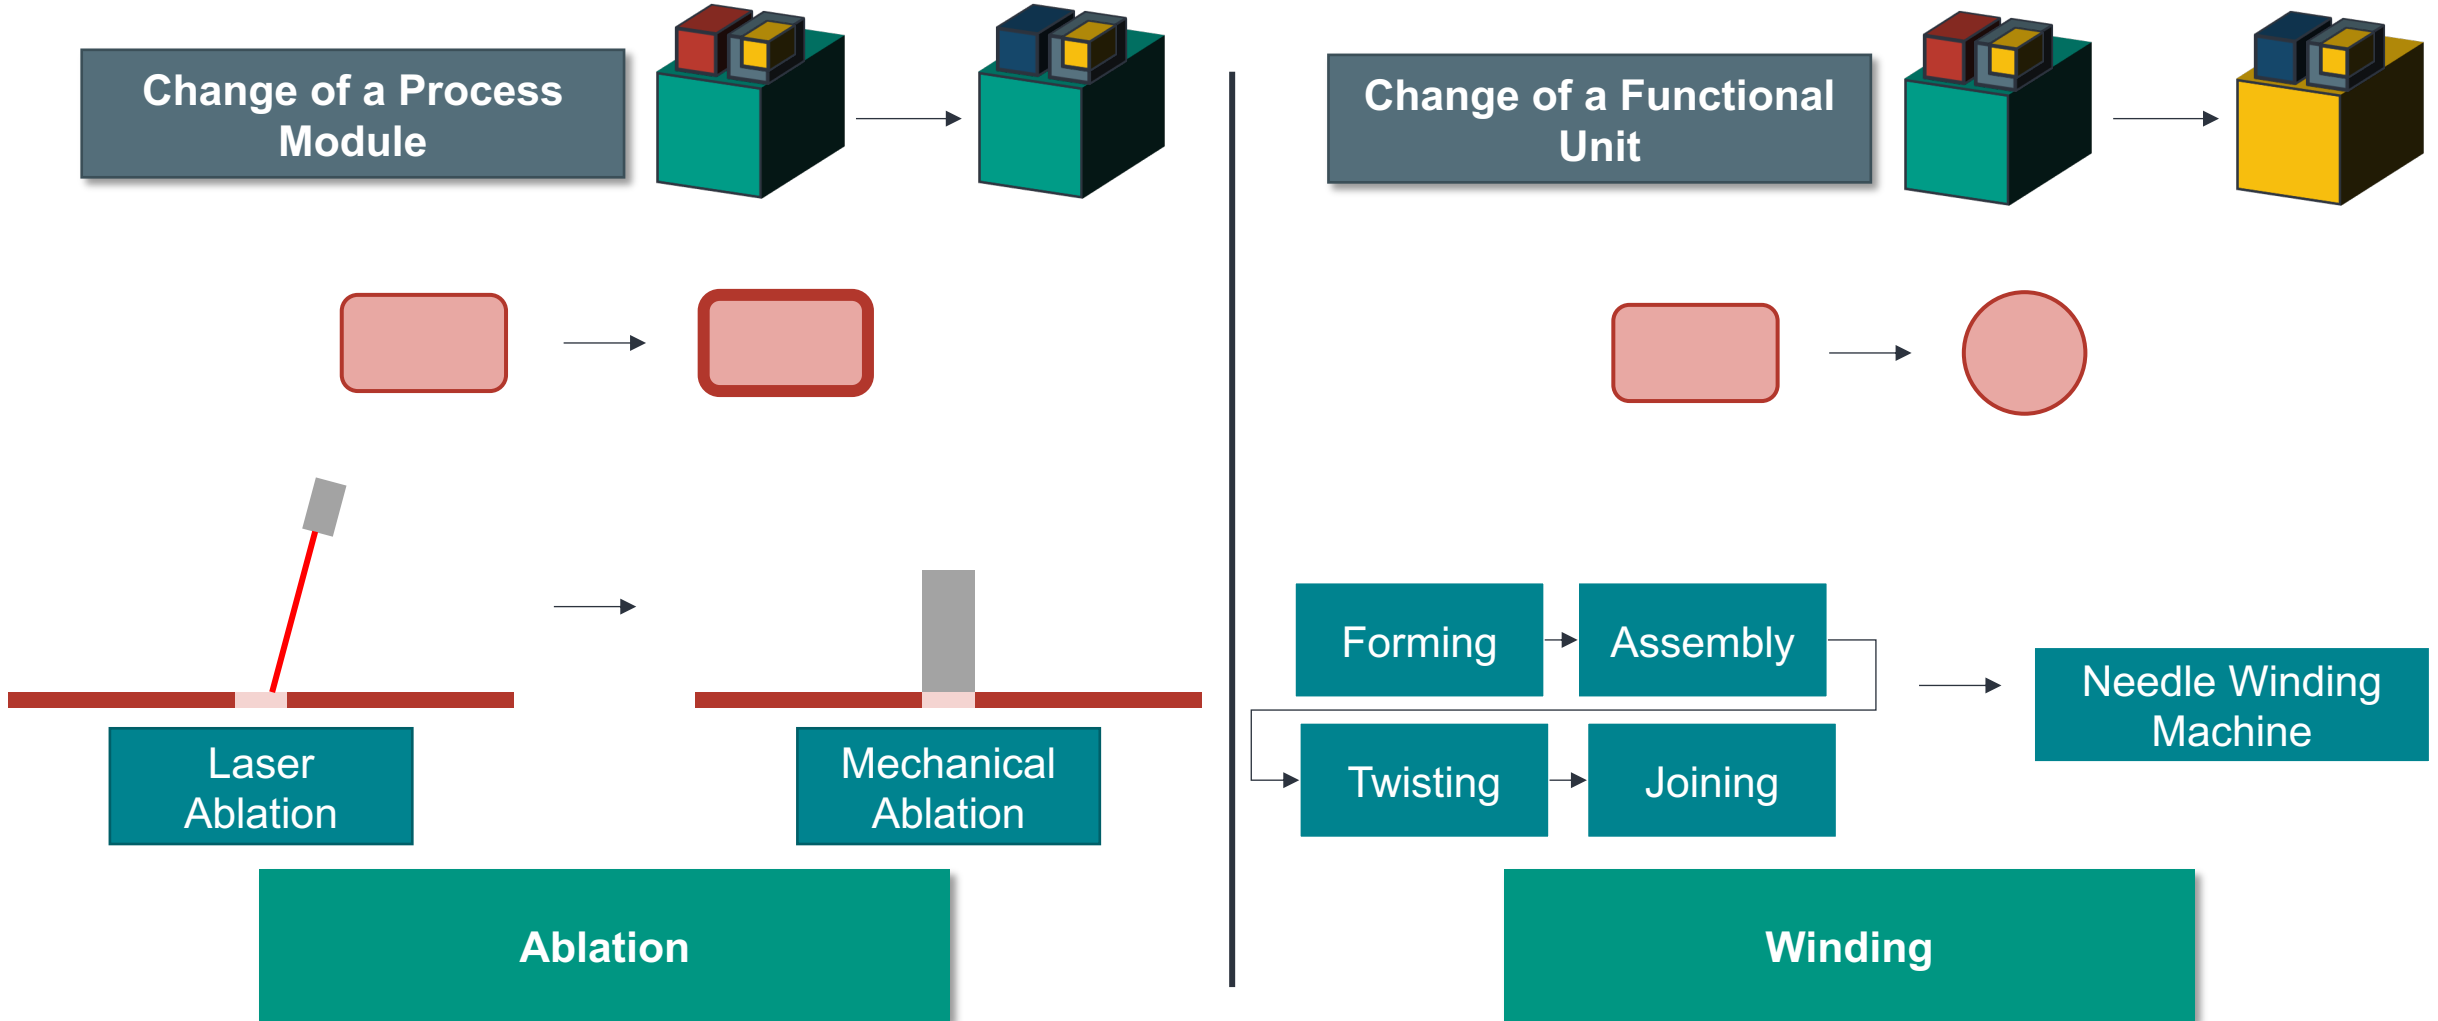 Change of a Process
Module
Change of a Functional
Unit
Laser
Ablation
Mechanical
Ablation
Ablation
Forming
Assembly
Twisting
Joining
Needle Winding
Machine
Winding